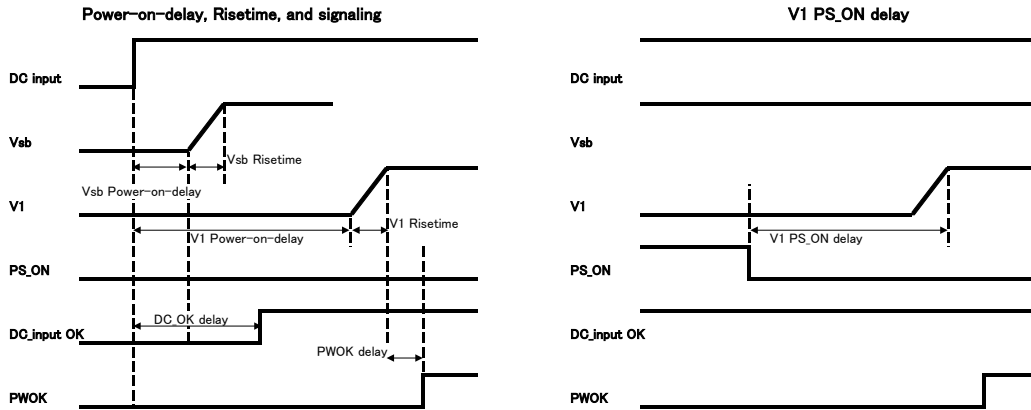 Power-on-delay, Risetime, and signaling
DC input
Vsb
Vsb Risetime
Vsb Power-on-delay
V1
V1 Risetime
V1 Power-on-delay
PS_ON
DC_OK delay
DC_input OK
PWOK delay
PWOK
V1 PS_ON delay
DC input
Vsb
V1
V1 PS_ON delay
PS_ON
DC_input OK
PWOK